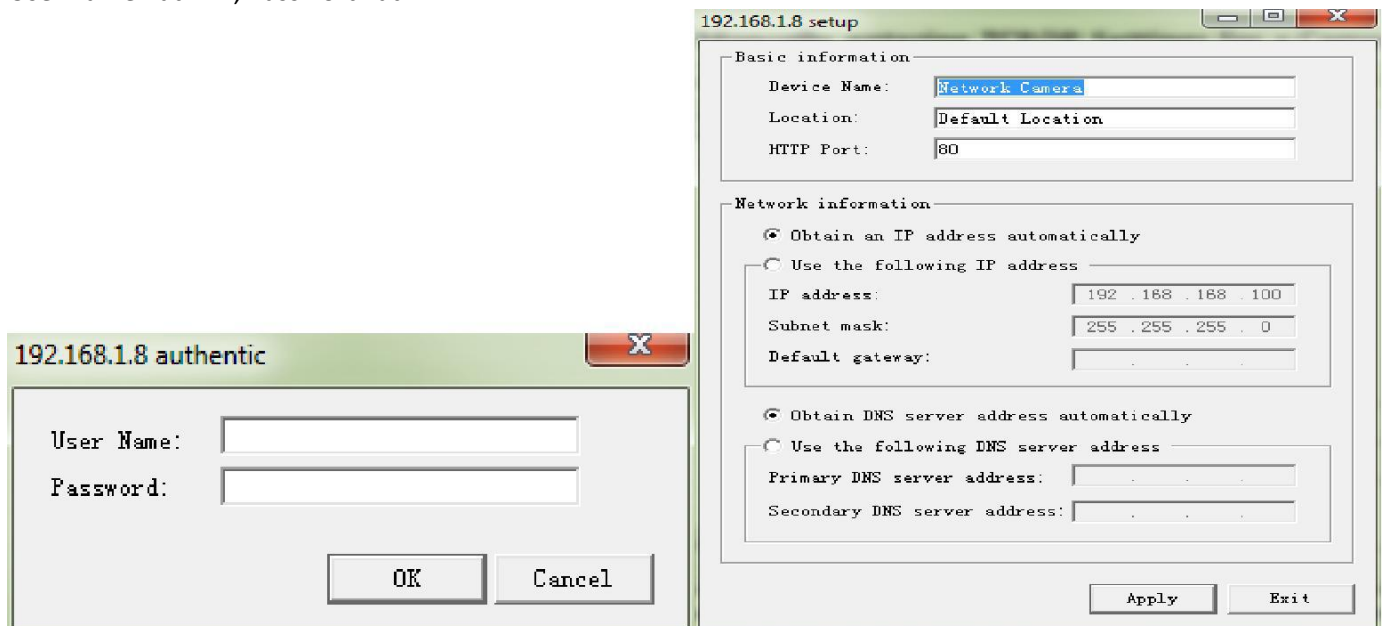 192.168.1.8 setup
Basic information
Device Name: Network Camera
Location: Default Location
HTTP Port: 80
Network information
Obtain an IP address automatically
Use the following IP address
IP address: 192 . 168 . 168 . 100
Subnet mask: 255 . 255 . 255 . 0
Default gateway: . . .
Obtain DNS server address automatically
Use the following DNS server address
Primary DNS server address: . . .
Secondary DNS server address: . . .
Apply Exit
192.168.1.8 authentic
User Name:
Password:
OK Cancel